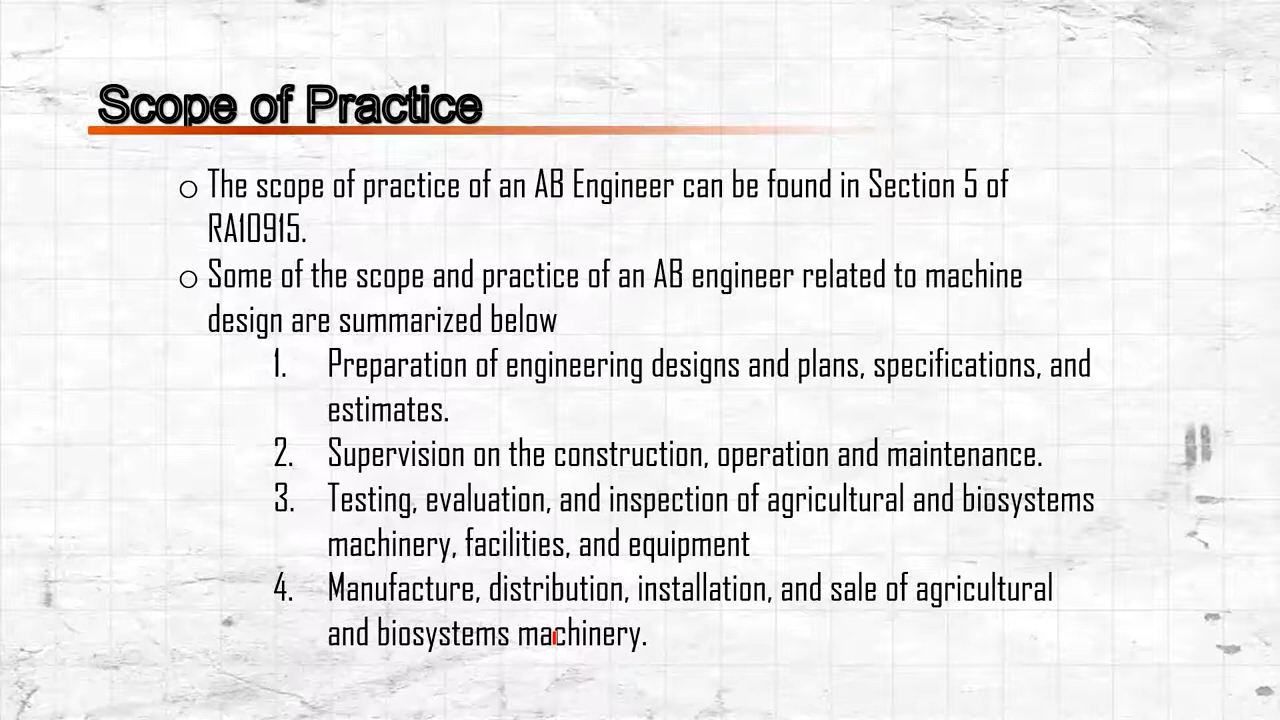 Scope of Practice
o The scope of practice of an AB Engineer can be found in Section 5 of
RA10915.
o Some of the scope and practice of an AB engineer related to machine
design are summarized below
1. Preparation of engineering designs and plans, specifications, and
estimates.
2. Supervision on the construction, operation and maintenance.
3. Testing, evaluation, and inspection of agricultural and biosystems
machinery, facilities, and equipment
4. Manufacture, distribution, installation, and sale of agricultural
and biosystems machinery.